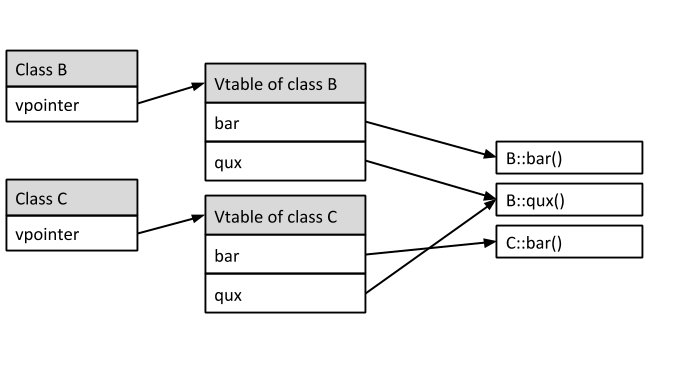 Class B
vpointer
Vtable of class B
bar
qux
Class C
vpointer
Vtable of class C
bar
qux
B::bar()
B::qux()
C::bar()